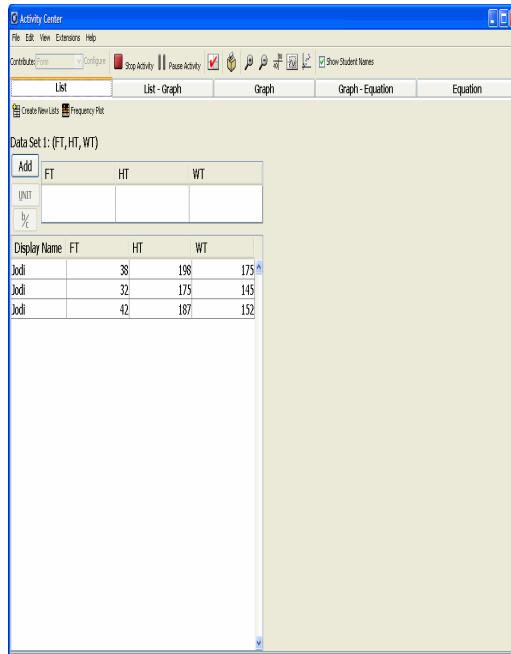 Activity Center
File Edit View Extensions Help
Contribute: Form Configure Stop Activity Pause Activity Show Student Names
List List - Graph Graph Graph - Equation Equation
Create New Lists Frequency Plot
Data Set 1: (FT, HT, WT)
Add FT HT WT
UNIT
b/c
Display Name FT HT WT
Jodi 38 198 175
Jodi 32 175 145
Jodi 42 187 152